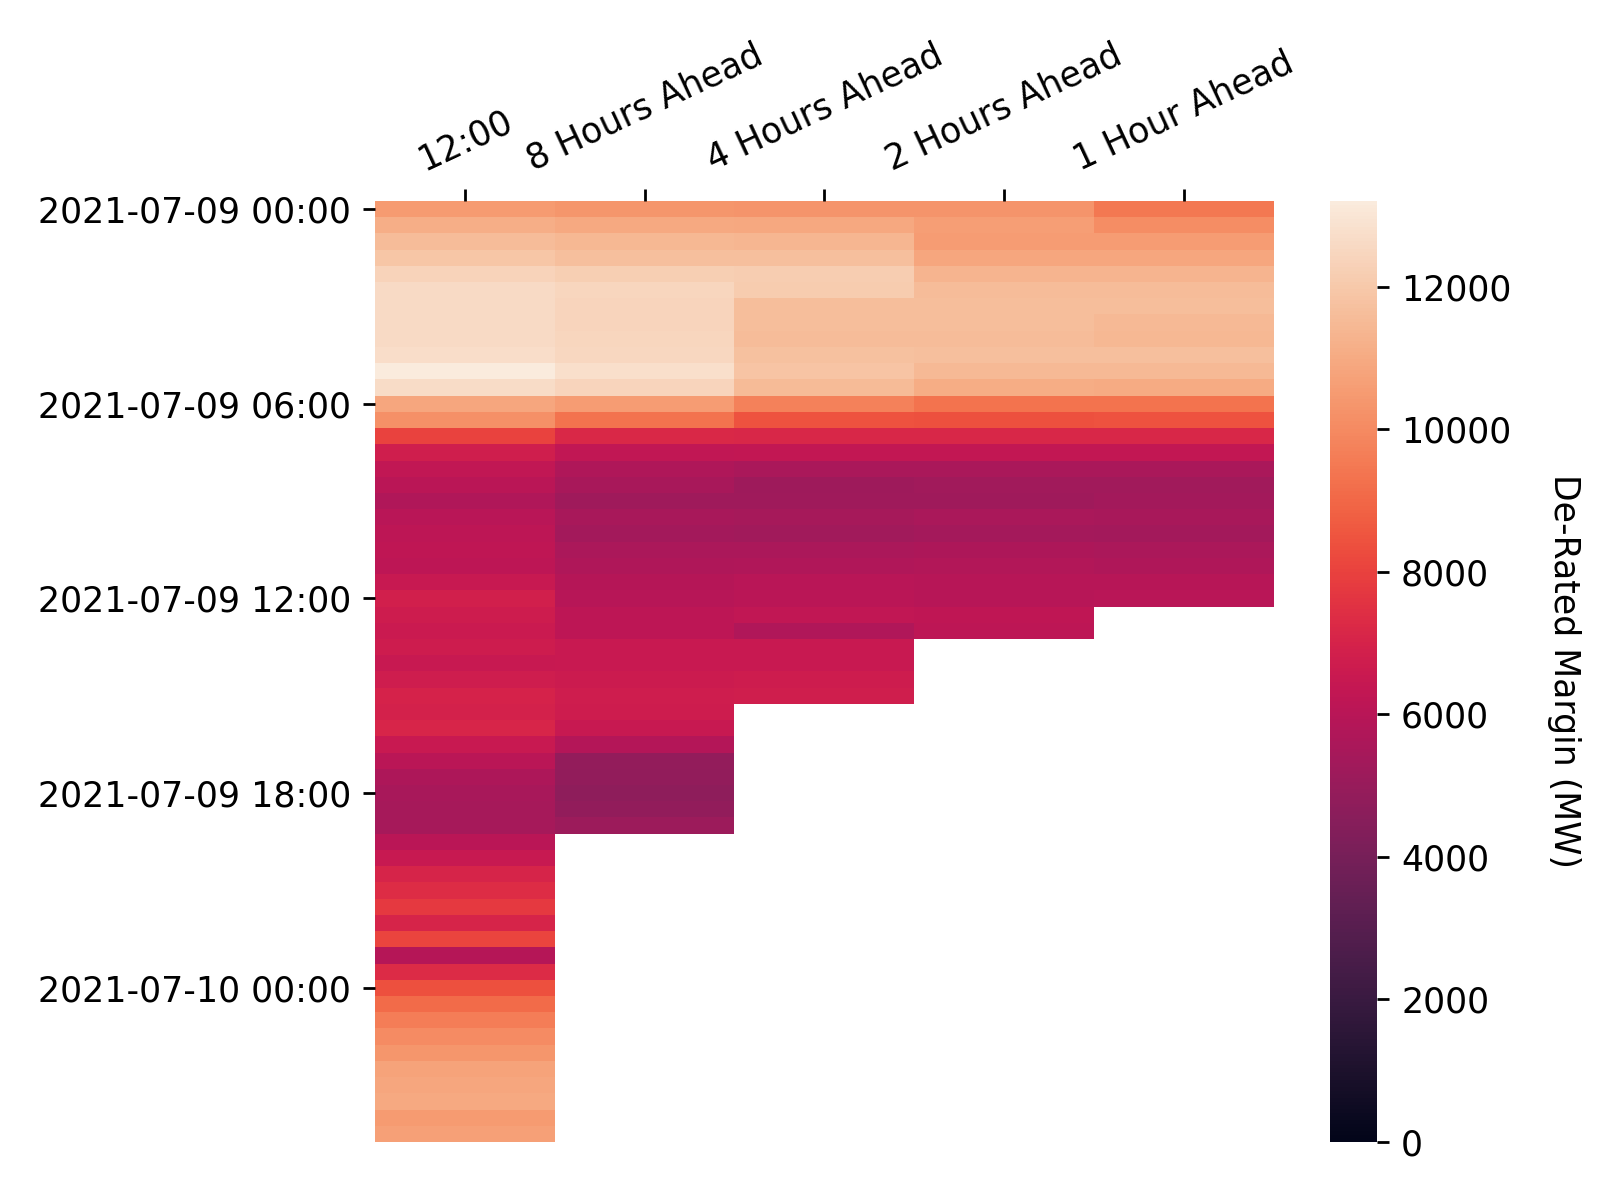 12:00
8 Hours Ahead
4 Hours Ahead
2 Hours Ahead
1 Hour Ahead
2021-07-09 00:00
2021-07-09 06:00
2021-07-09 12:00
2021-07-09 18:00
2021-07-10 00:00
12000
10000
8000
6000
4000
2000
0
De-Rated Margin (MW)